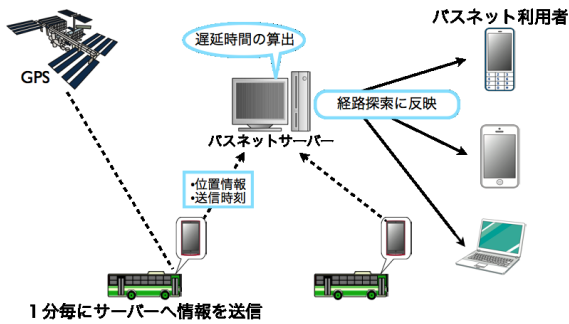 バスネット利用者
遅延時間の算出
GPS
経路探索に反映
バスネットサーバー
•位置情報
•送信時刻
1分毎にサーバーへ情報を送信